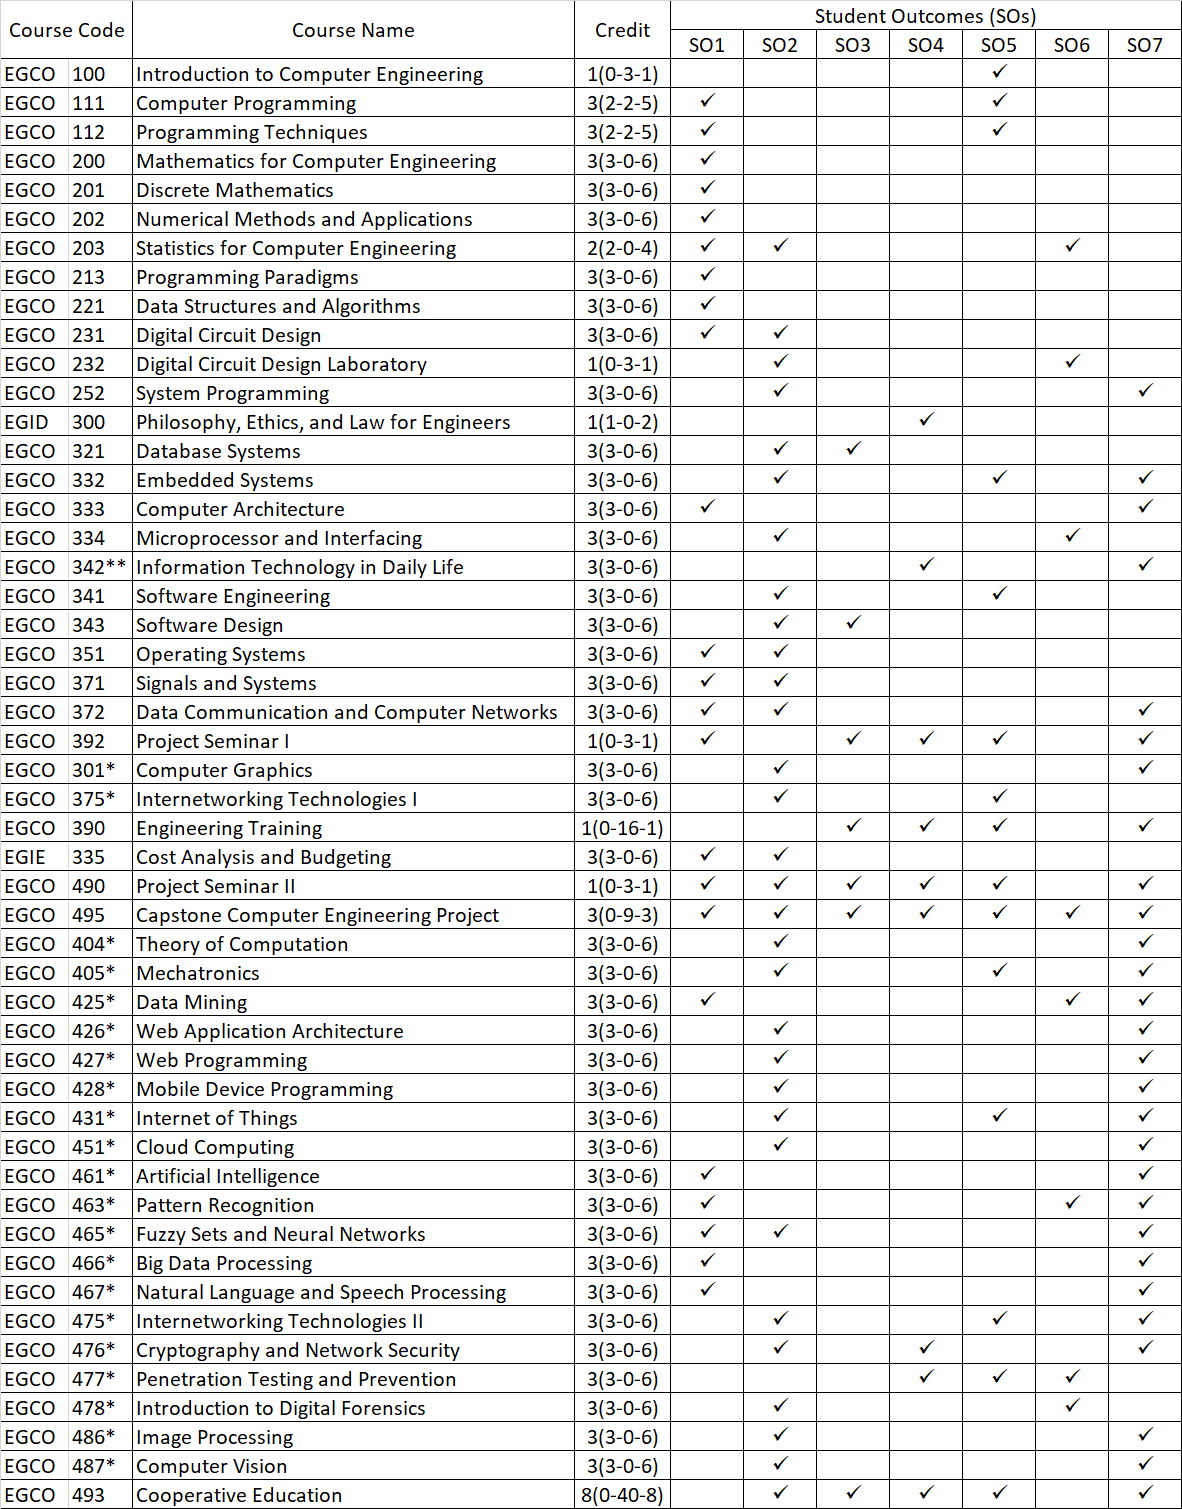 Course Code Course Name Credit Student Outcomes (SOs)
SO1 SO2 SO3 SO4 SO5 SO6 SO7
EGCO 100 Introduction to Computer Engineering 1(0-3-1) ✓
EGCO 111 Computer Programming 3(2-2-5) ✓ ✓
EGCO 112 Programming Techniques 3(2-2-5) ✓ ✓
EGCO 200 Mathematics for Computer Engineering 3(3-0-6) ✓
EGCO 201 Discrete Mathematics 3(3-0-6) ✓
EGCO 202 Numerical Methods and Applications 3(3-0-6) ✓
EGCO 203 Statistics for Computer Engineering 2(2-0-4) ✓ ✓ ✓
EGCO 213 Programming Paradigms 3(3-0-6) ✓
EGCO 221 Data Structures and Algorithms 3(3-0-6) ✓
EGCO 231 Digital Circuit Design 3(3-0-6) ✓ ✓
EGCO 232 Digital Circuit Design Laboratory 1(0-3-1) ✓ ✓
EGCO 252 System Programming 3(3-0-6) ✓ ✓
EGID 300 Philosophy, Ethics, and Law for Engineers 1(1-0-2) ✓
EGCO 321 Database Systems 3(3-0-6) ✓ ✓
EGCO 332 Embedded Systems 3(3-0-6) ✓ ✓ ✓
EGCO 333 Computer Architecture 3(3-0-6) ✓ ✓
EGCO 334 Microprocessor and Interfacing 3(3-0-6) ✓ ✓
EGCO 342** Information Technology in Daily Life 3(3-0-6) ✓ ✓
EGCO 341 Software Engineering 3(3-0-6) ✓ ✓
EGCO 343 Software Design 3(3-0-6) ✓ ✓
EGCO 351 Operating Systems 3(3-0-6) ✓ ✓
EGCO 371 Signals and Systems 3(3-0-6) ✓ ✓
EGCO 372 Data Communication and Computer Networks 3(3-0-6) ✓ ✓ ✓
EGCO 392 Project Seminar I 1(0-3-1) ✓ ✓ ✓ ✓ ✓
EGCO 301* Computer Graphics 3(3-0-6) ✓ ✓
EGCO 375* Internetworking Technologies I 3(3-0-6) ✓ ✓
EGCO 390 Engineering Training 1(0-16-1) ✓ ✓ ✓ ✓
EGIE 335 Cost Analysis and Budgeting 3(3-0-6) ✓ ✓
EGCO 490 Project Seminar II 1(0-3-1) ✓ ✓ ✓ ✓ ✓ ✓
EGCO 495 Capstone Computer Engineering Project 3(0-9-3) ✓ ✓ ✓ ✓ ✓ ✓ ✓
EGCO 404* Theory of Computation 3(3-0-6) ✓ ✓
EGCO 405* Mechatronics 3(3-0-6) ✓ ✓ ✓
EGCO 425* Data Mining 3(3-0-6) ✓ ✓ ✓
EGCO 426* Web Application Architecture 3(3-0-6) ✓ ✓
EGCO 427* Web Programming 3(3-0-6) ✓ ✓
EGCO 428* Mobile Device Programming 3(3-0-6) ✓ ✓
EGCO 431* Internet of Things 3(3-0-6) ✓ ✓ ✓
EGCO 451* Cloud Computing 3(3-0-6) ✓ ✓
EGCO 461* Artificial Intelligence 3(3-0-6) ✓ ✓
EGCO 463* Pattern Recognition 3(3-0-6) ✓ ✓ ✓
EGCO 465* Fuzzy Sets and Neural Networks 3(3-0-6) ✓ ✓ ✓
EGCO 466* Big Data Processing 3(3-0-6) ✓ ✓
EGCO 467* Natural Language and Speech Processing 3(3-0-6) ✓ ✓
EGCO 475* Internetworking Technologies II 3(3-0-6) ✓ ✓ ✓
EGCO 476* Cryptography and Network Security 3(3-0-6) ✓ ✓ ✓
EGCO 477* Penetration Testing and Prevention 3(3-0-6) ✓ ✓ ✓
EGCO 478* Introduction to Digital Forensics 3(3-0-6) ✓ ✓
EGCO 486* Image Processing 3(3-0-6) ✓ ✓
EGCO 487* Computer Vision 3(3-0-6) ✓ ✓
EGCO 493 Cooperative Education 8(0-40-8) ✓ ✓ ✓ ✓ ✓